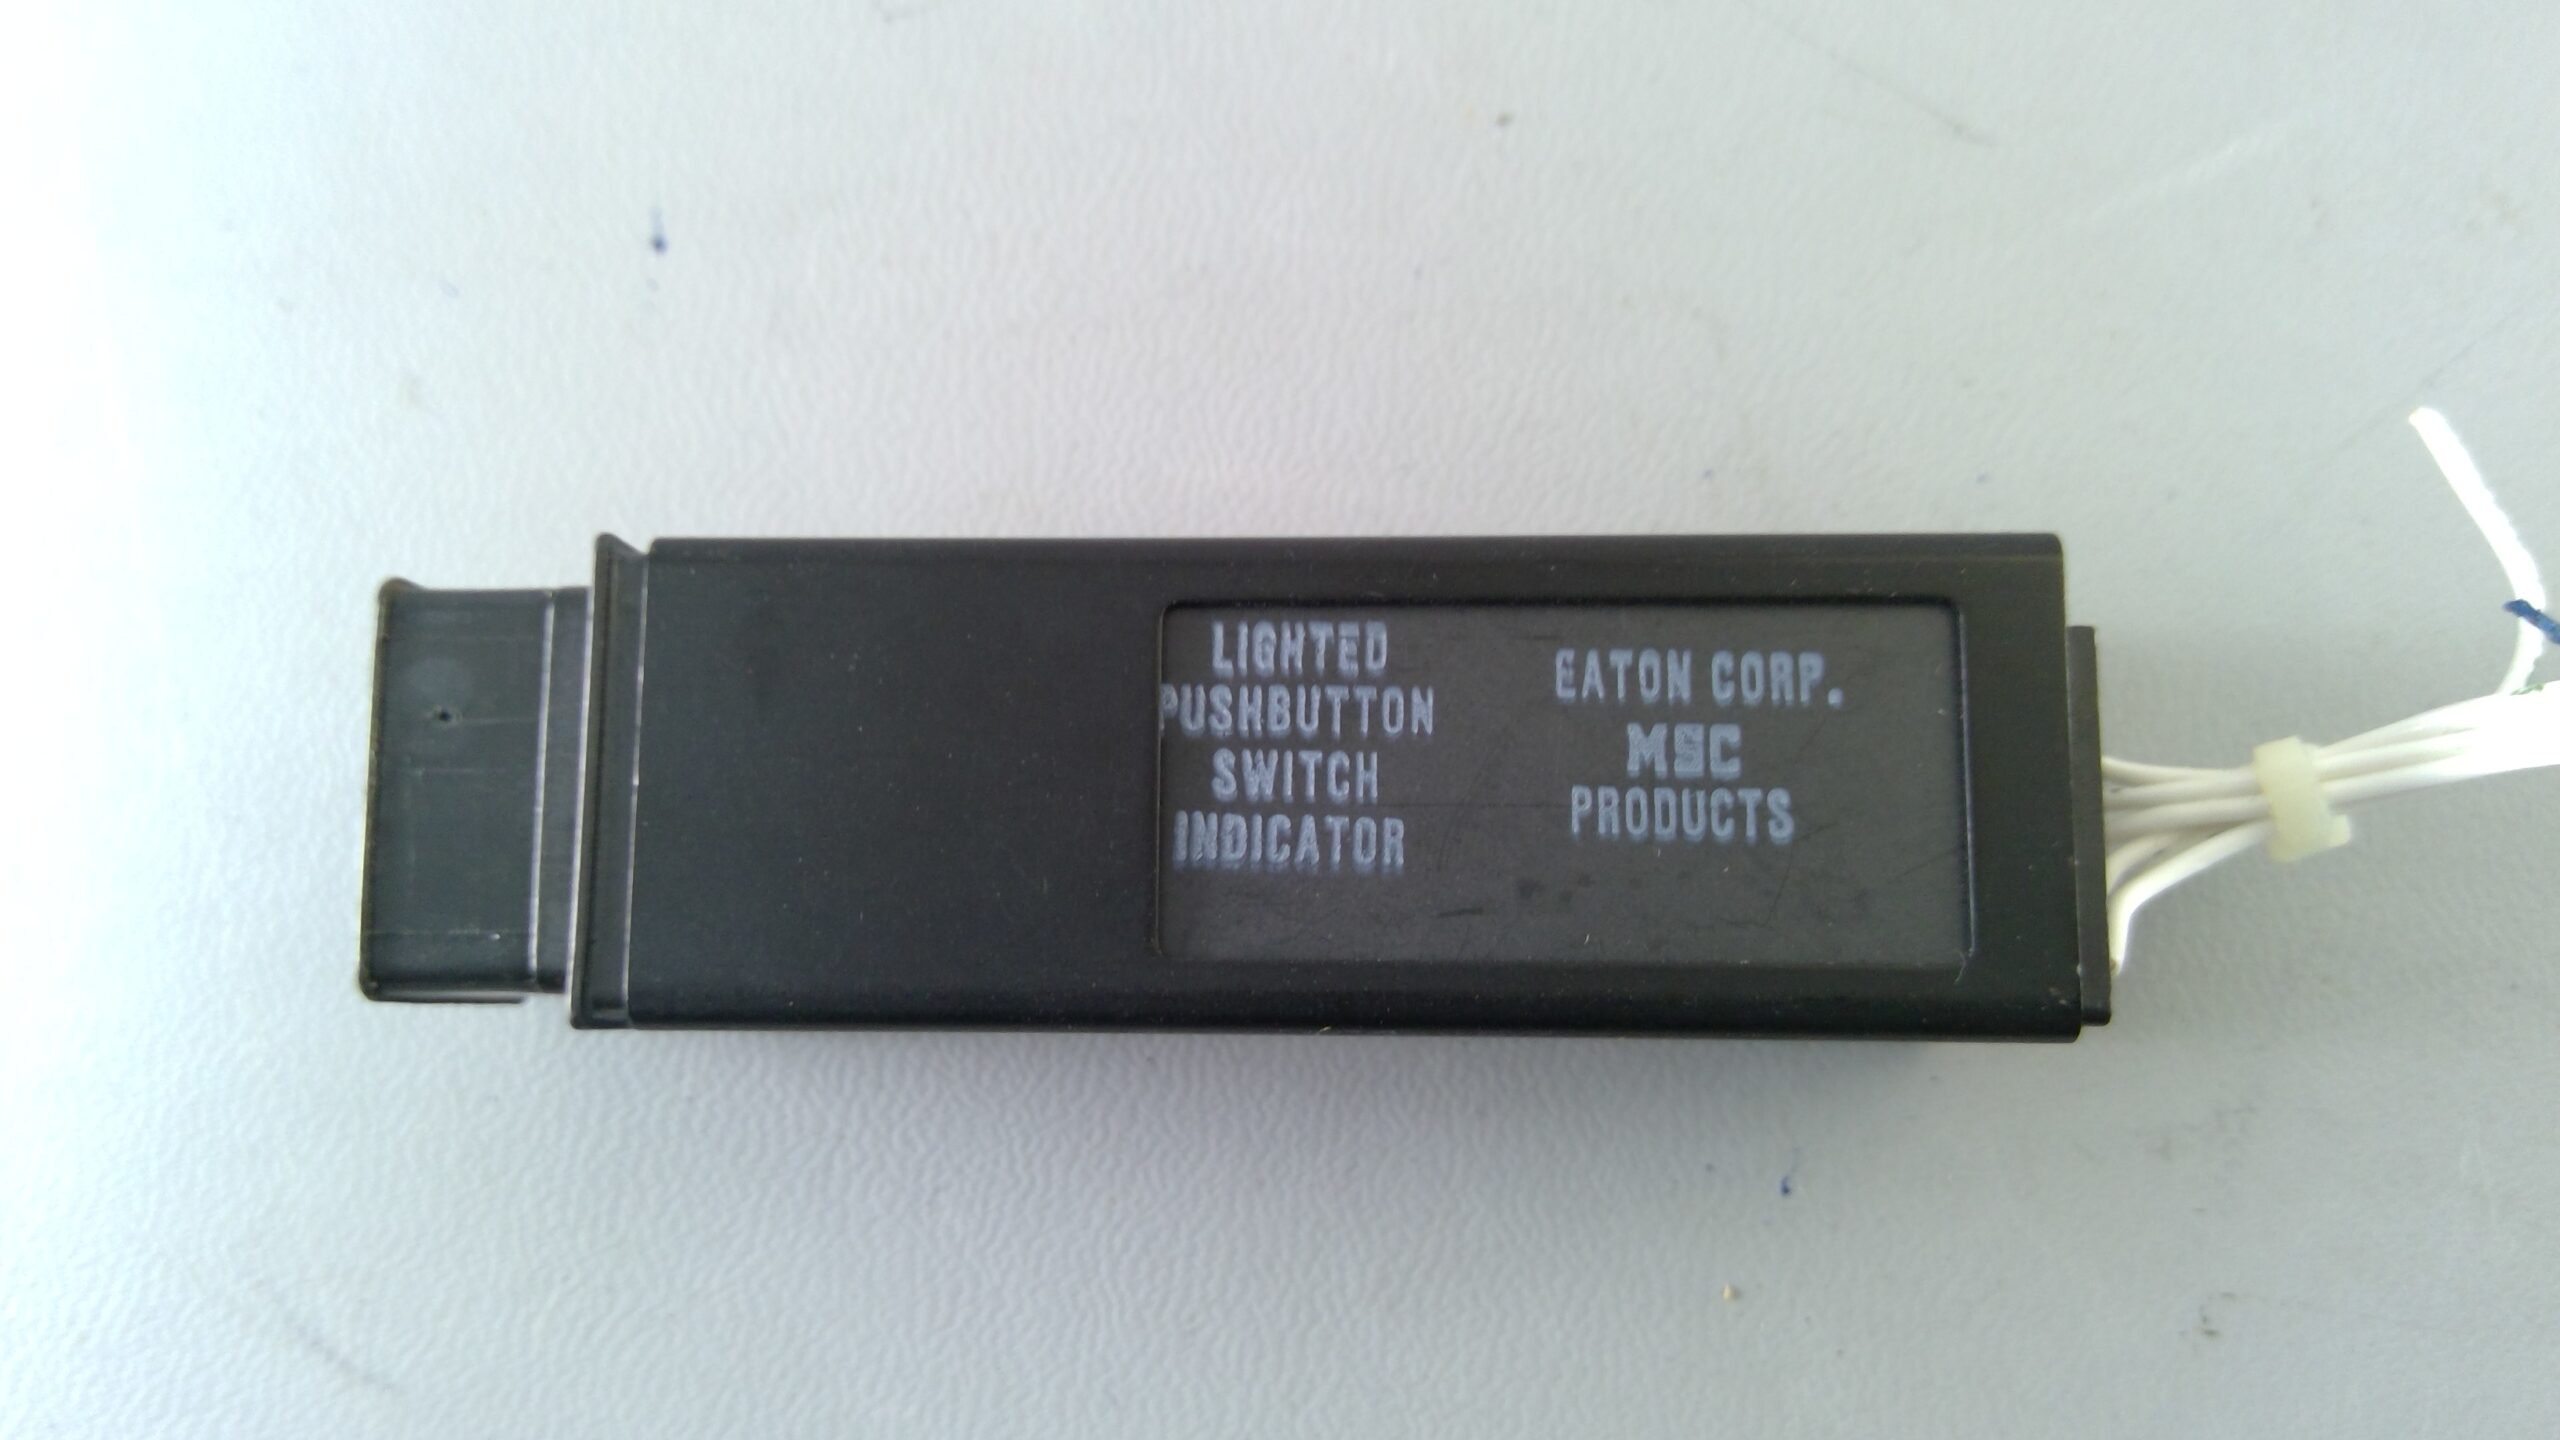 LIGHTED
PUSHBUTTON
SWITCH
INDICATOR
EATON CORP.
MSC
PRODUCTS